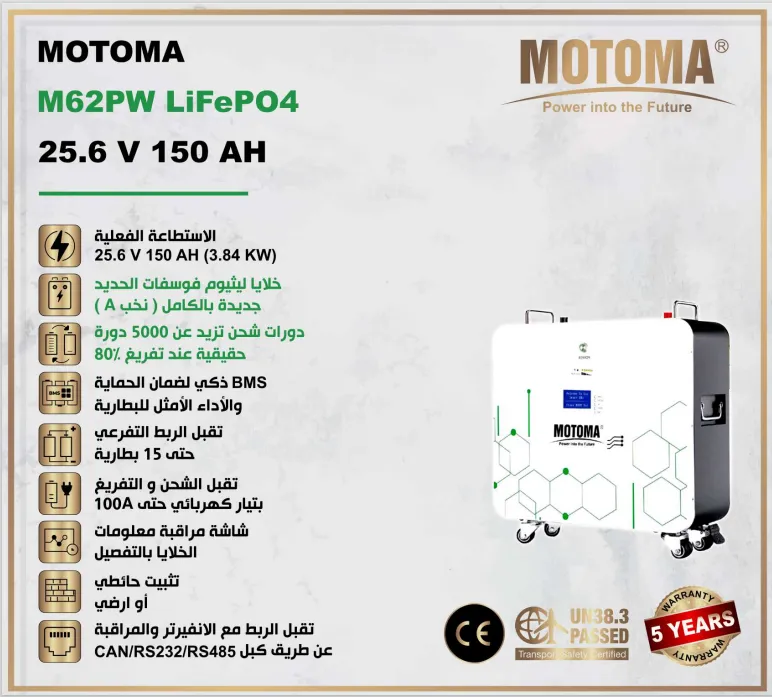 MOTOMA
M62PW LiFePO4
25.6 V 150 AH
MOTOMA®
Power into the Future
الاستطاعة الفعلية
25.6 V 150 AH (3.84 KW)
خلايا ليثيوم فوسفات الحديد
جديدة بالكامل ( نخب A )
دورات شحن تزيد عن 5000 دورة
حقيقية عند تفريغ 80%
BMS ذكي لضمان الحماية
والأداء الأمثل للبطارية
BMS
تقبل الربط التفرعي
حتى 15 بطارية
تقبل الشحن و التفريغ
بتيار كهربائي حتى 100A
شاشة مراقبة معلومات
الخلايا بالتفصيل
تثبيت حائطي
أو ارضي
تقبل الربط مع الانفيرتر والمراقبة
عن طريق كبل CAN/RS232/RS485
MOTOMA®
Power into the Future
CE
UN38.3
PASSED
Transport Safety Certified
WARRANTY
5 YEARS
WARRANTY